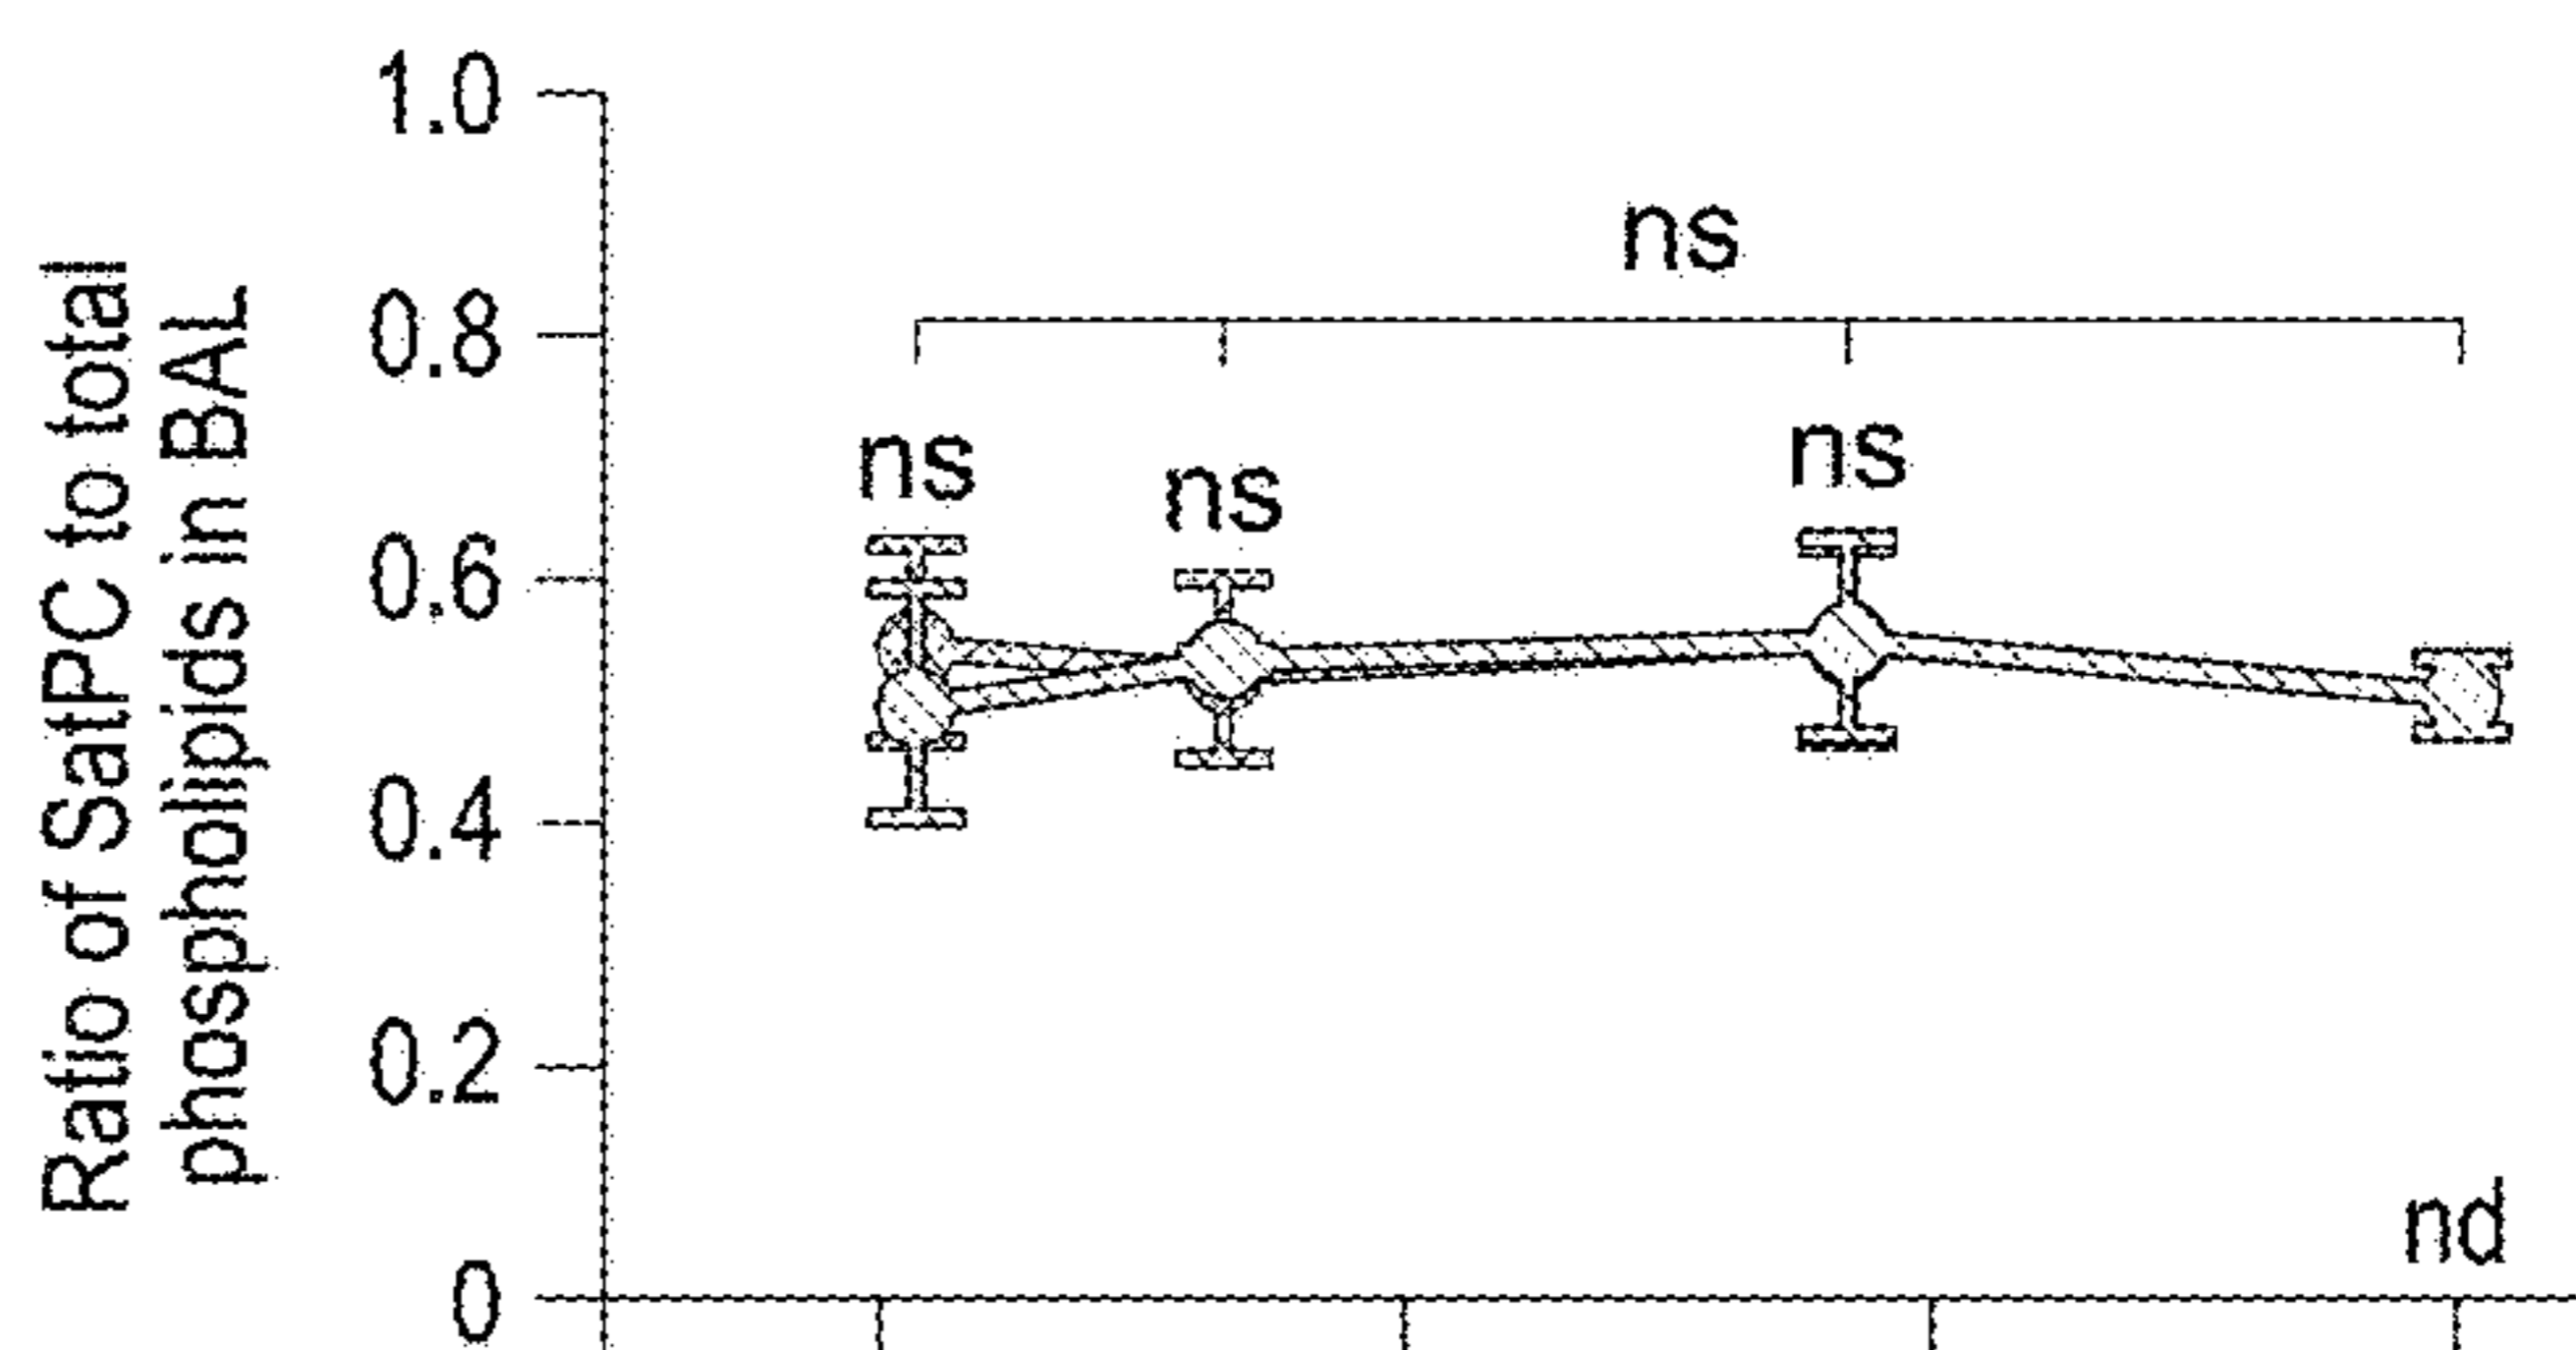 Ratio of SatPC to total
phospholipids in BAL
1.0
0.8
0.6
0.4
0.2
0
ns
ns
ns
ns
nd